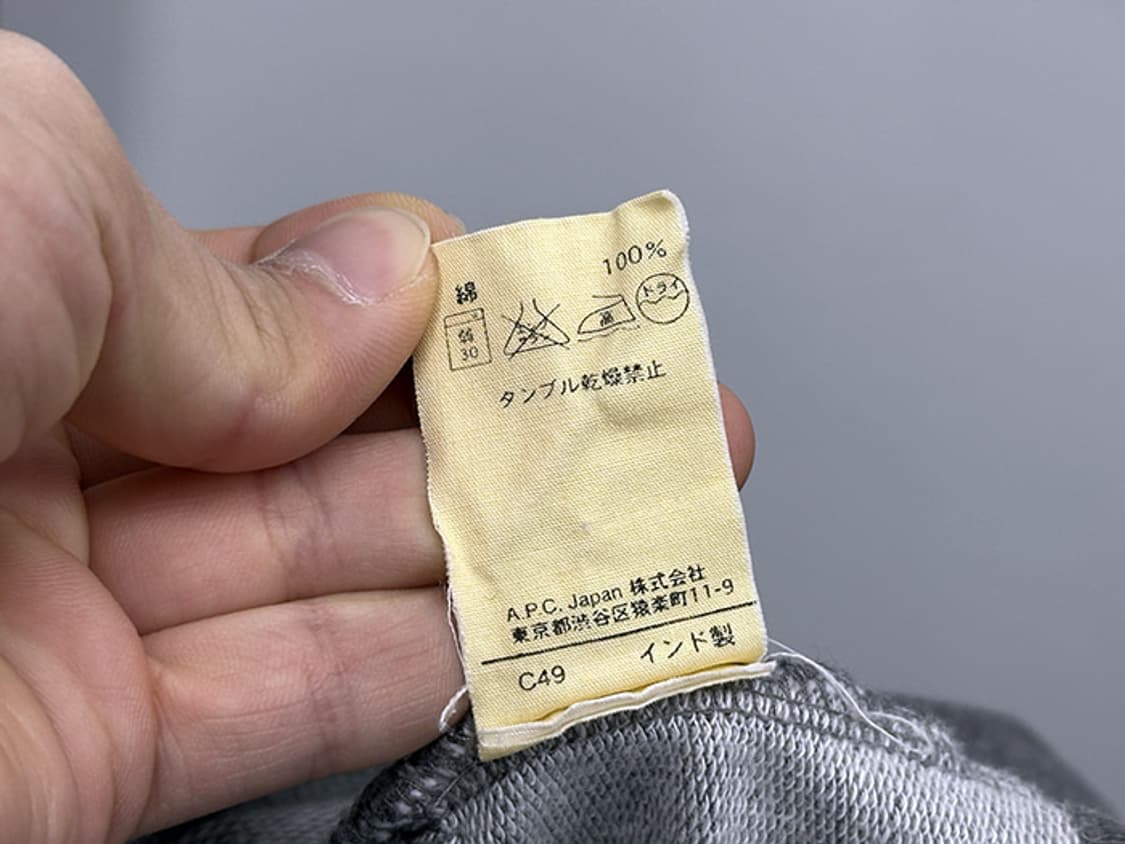 綿 100%
弱 30 高 ドライ
タンブル乾燥禁止
A.P.C. Japan 株式会社
東京都渋谷区猿楽町11-9
C49 インド製